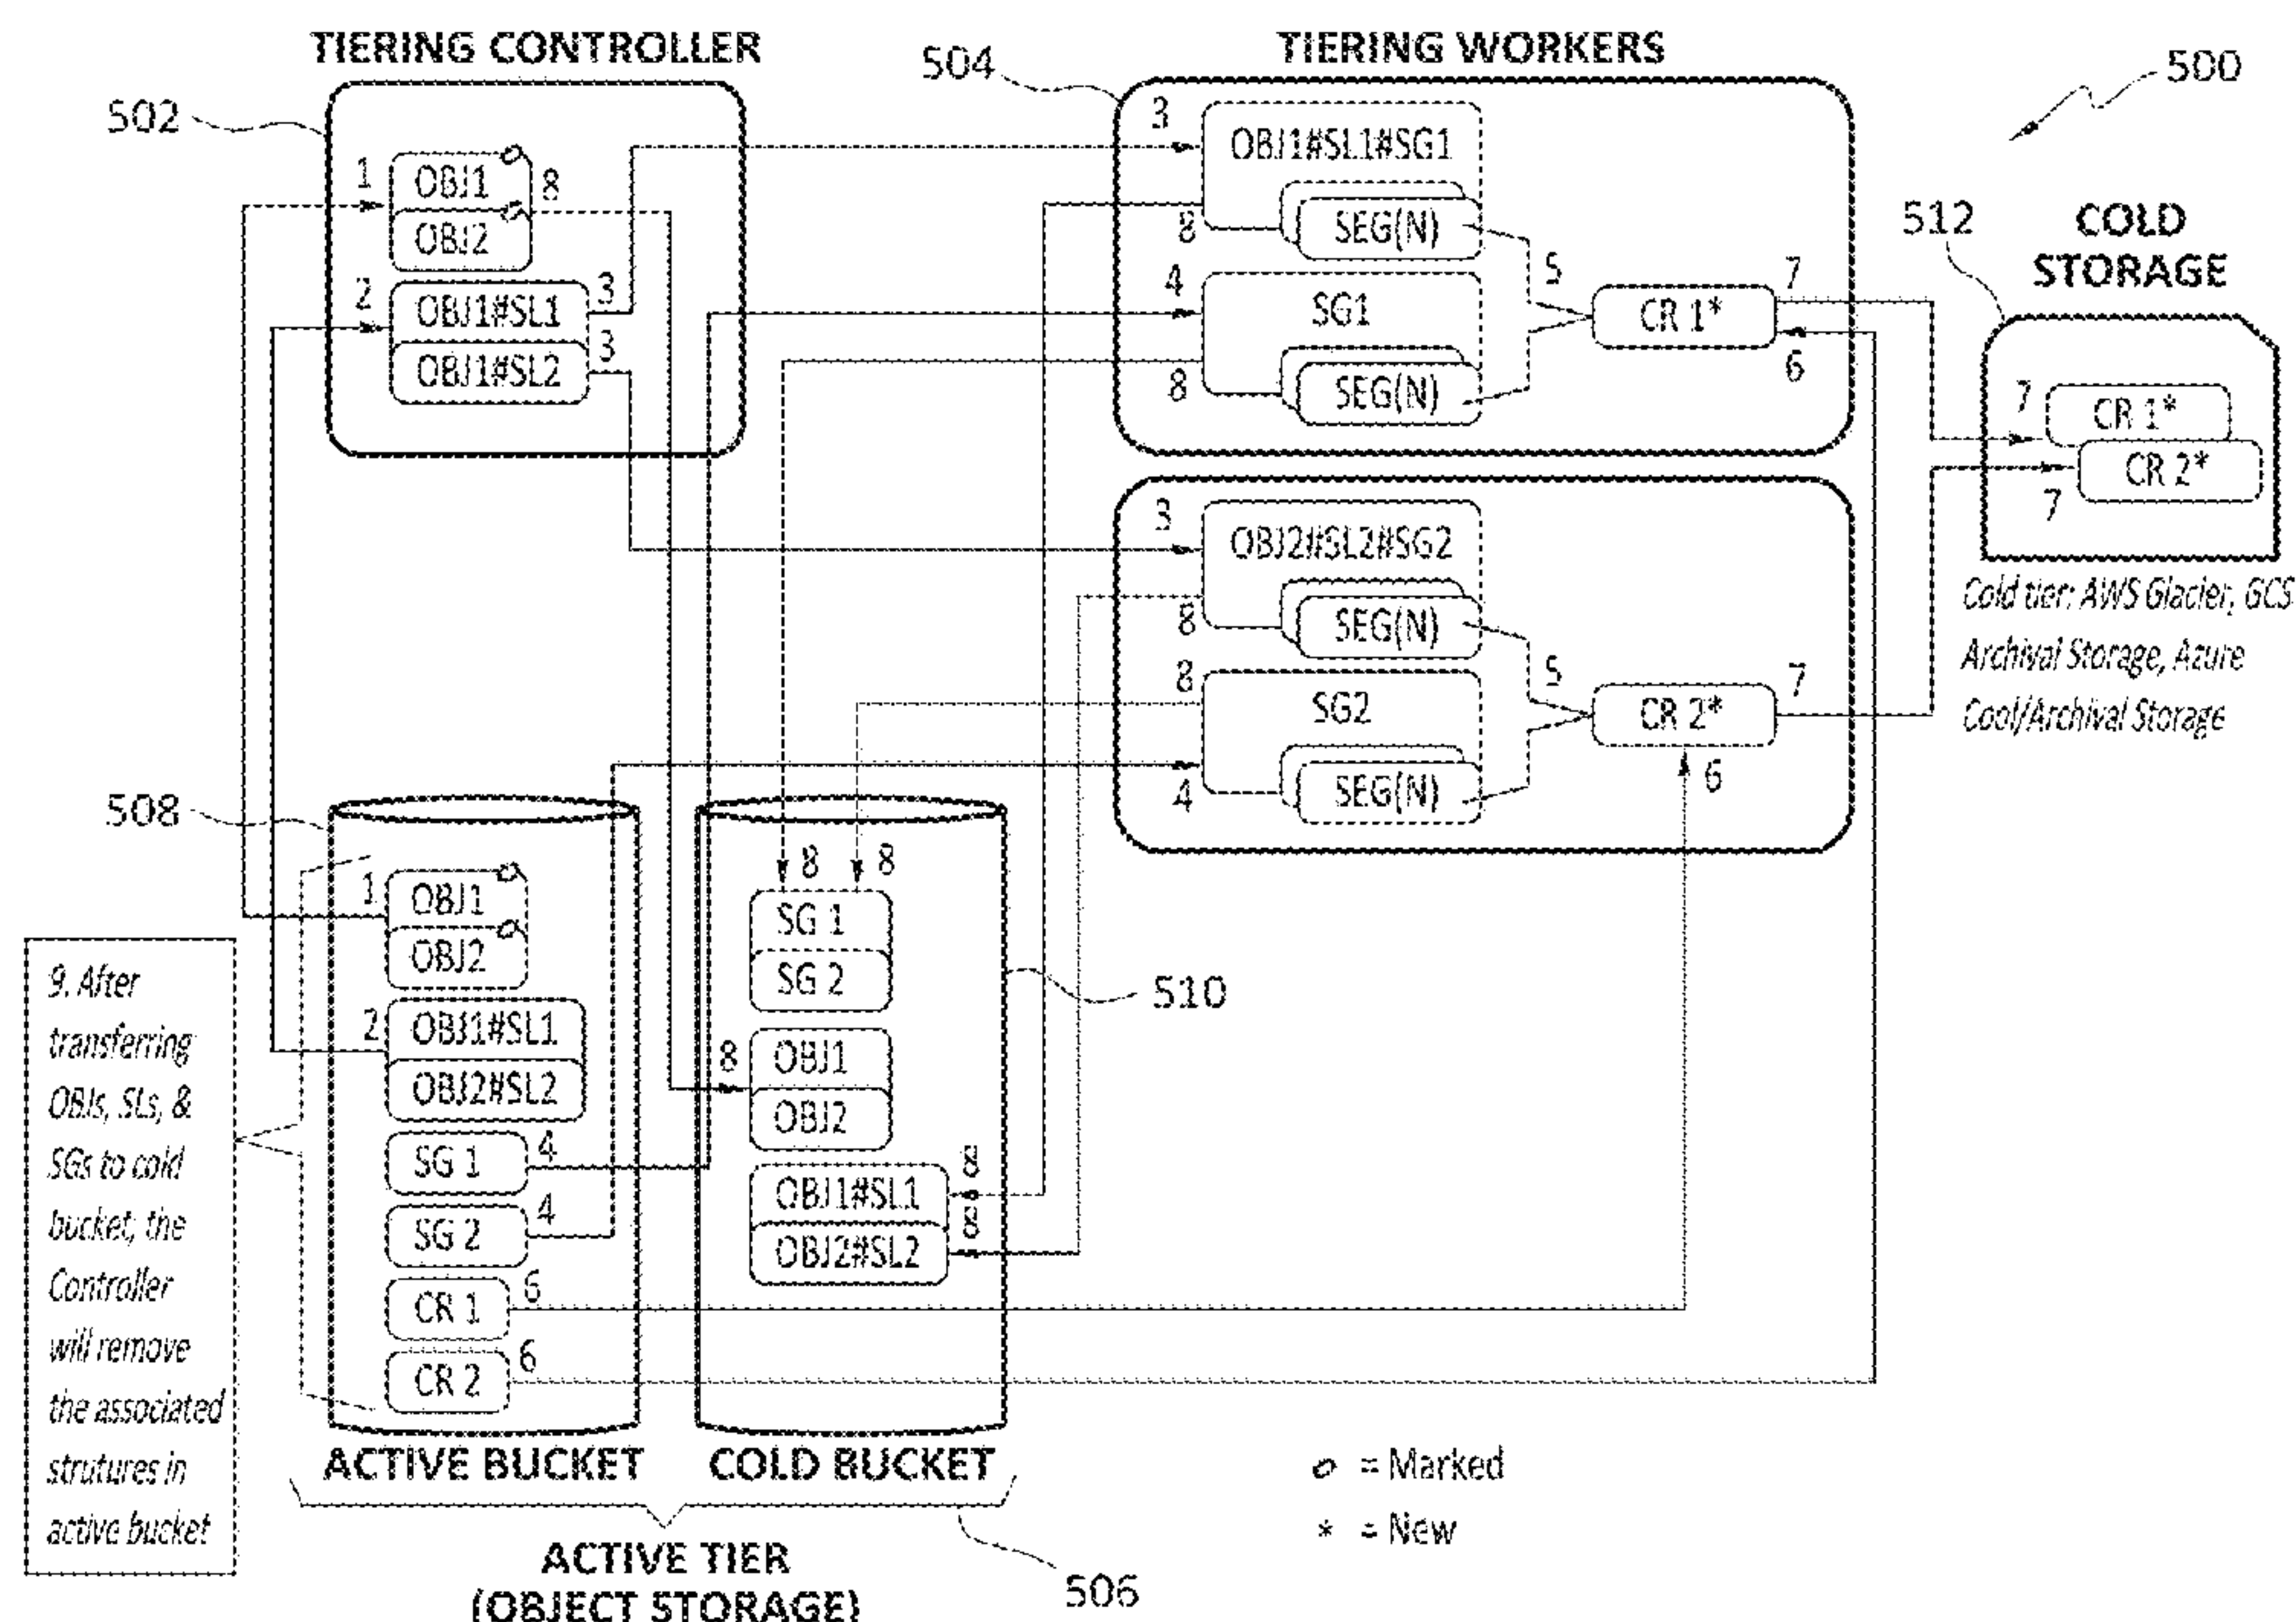 TIERING CONTROLLER
502
1
OBJ1
8
OBJ2
2
OBJ1#SL1
3
OBJ1#SL2
3
504
TIERING WORKERS
500
3
OBJ1#SL1#SG1
8
SEG(N)
4
SG1
8
SEG(N)
5
CR 1*
7
6
3
OBJ2#SL2#SG2
8
SEG(N)
8
SG2
4
SEG(N)
5
CR 2*
7
6
512
COLD
STORAGE
7
CR 1*
CR 2*
7
Cold tier: AWS Glacier, GCS
Archival Storage, Azure
Cool/Archival Storage
508
1
OBJ1
OBJ2
2
OBJ1#SL1
OBJ2#SL2
SG 1
4
SG 2
4
CR 1
6
CR 2
6
ACTIVE BUCKET
8
8
SG 1
SG 2
8
OBJ1
OBJ2
OBJ1#SL1
8
OBJ2#SL2
8
510
COLD BUCKET
9. After
transferring
OBJs, SLs, &
SGs to cold
bucket, the
Controller
will remove
the associated
strutures in
active bucket
ACTIVE TIER
(OBJECT STORAGE)
506
= Marked
* = New